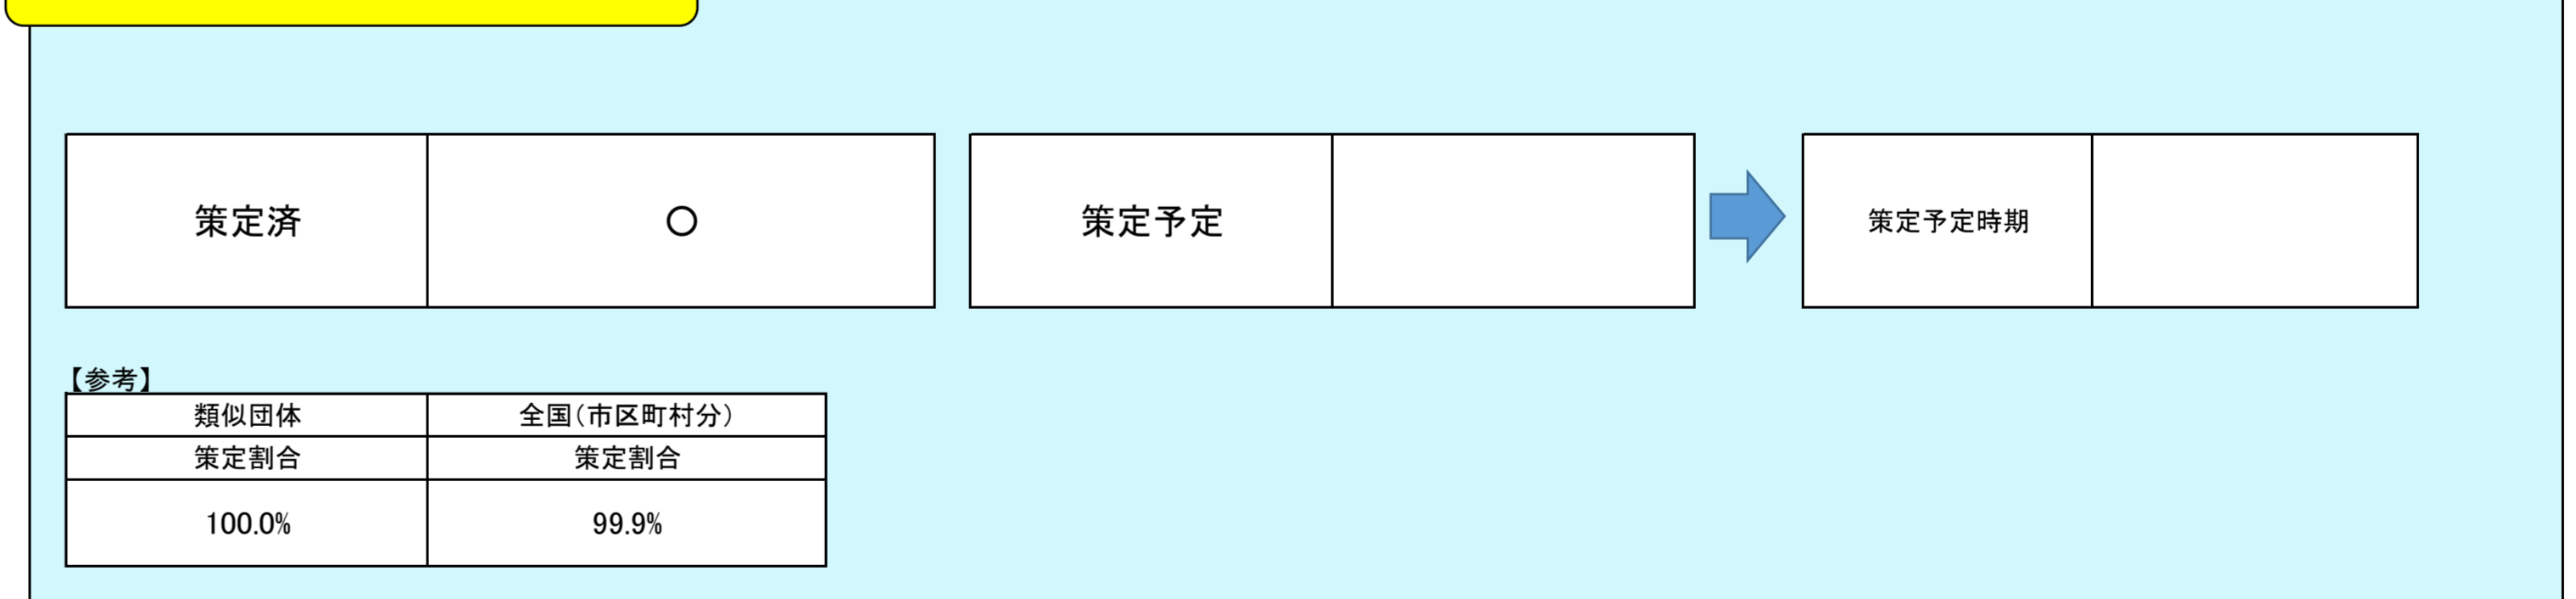 策定済 ○ 策定予定 策定予定時期
【参考】
類似団体 全国（市区町村分）
策定割合 策定割合
100.0% 99.9%